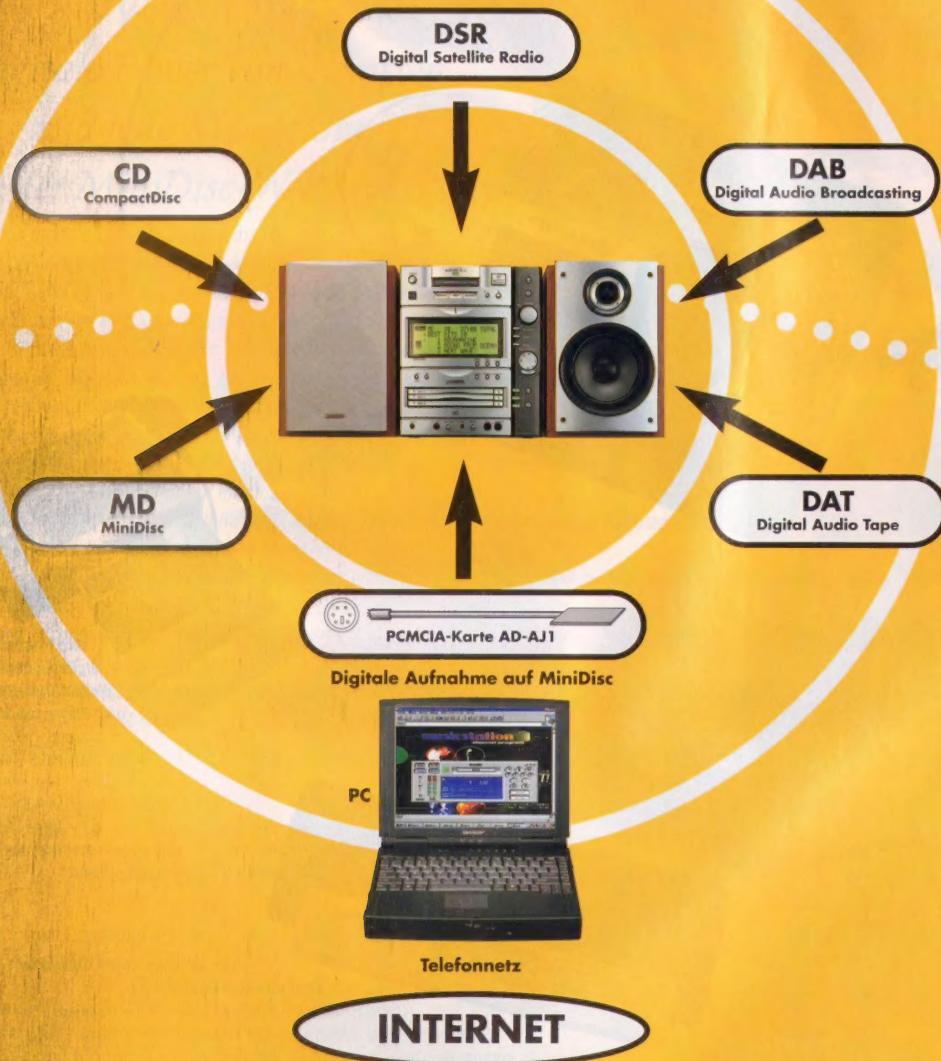 DSR
Digital Satellite Radio
CD
CompactDisc
DAB
Digital Audio Broadcasting
MD
MiniDisc
DAT
Digital Audio Tape
PCMCIA-Karte AD-AJ1
Digitale Aufnahme auf MiniDisc
PC
Telefonnetz
INTERNET